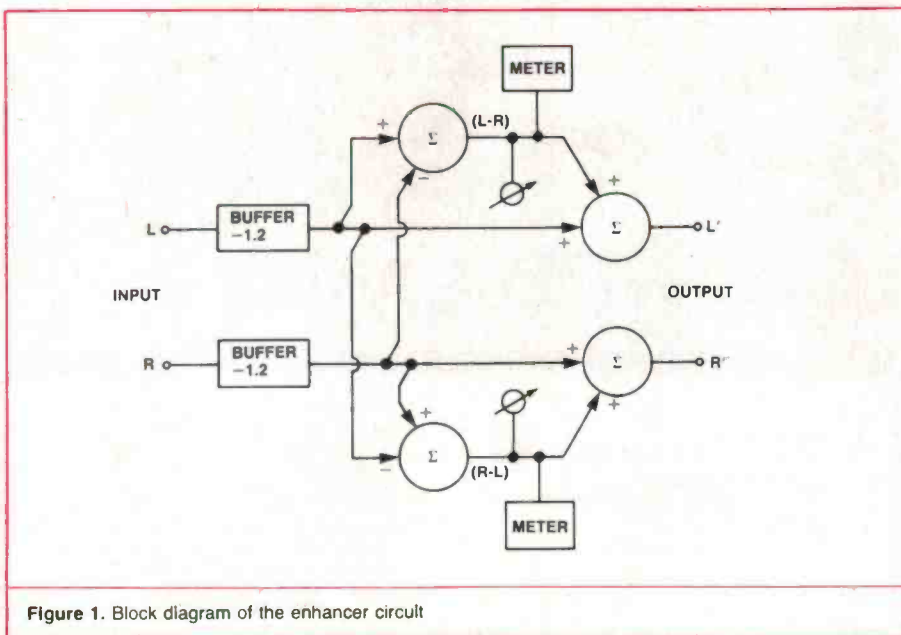 METER
(L-R)
+
Σ
−
+
L
BUFFER
−1.2
+
Σ
L'
INPUT
OUTPUT
R
BUFFER
−1.2
+
Σ
R'
+
+
−
Σ
(R-L)
METER
Figure 1. Block diagram of the enhancer circuit